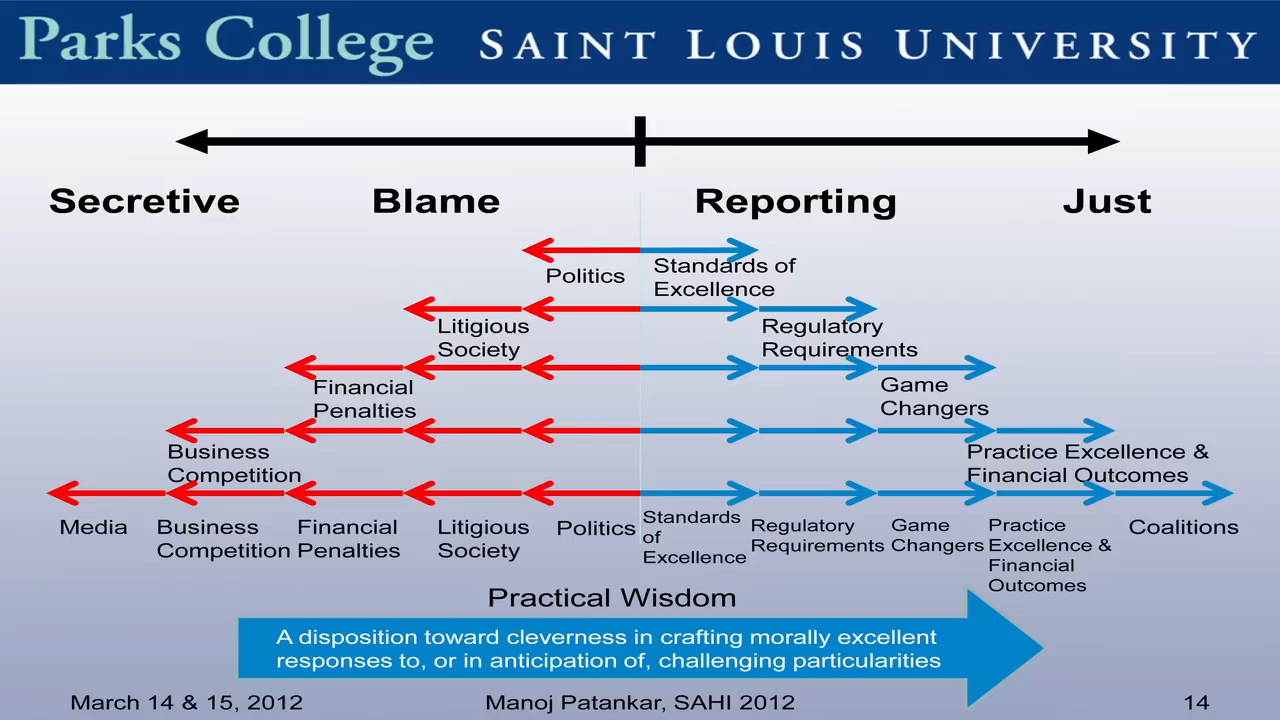 Parks College SAINT LOUIS UNIVERSITY
Secretive Blame Reporting Just
Politics
Standards of
Excellence
Litigious
Society
Regulatory
Requirements
Financial
Penalties
Game
Changers
Business
Competition
Practice Excellence &
Financial Outcomes
Media
Business
Competition
Financial
Penalties
Litigious
Society
Politics
Standards
of
Excellence
Regulatory
Requirements
Game
Changers
Practice
Excellence &
Financial
Outcomes
Coalitions
Practical Wisdom
A disposition toward cleverness in crafting morally excellent
responses to, or in anticipation of, challenging particularities
March 14 & 15, 2012 Manoj Patankar, SAHI 2012 14